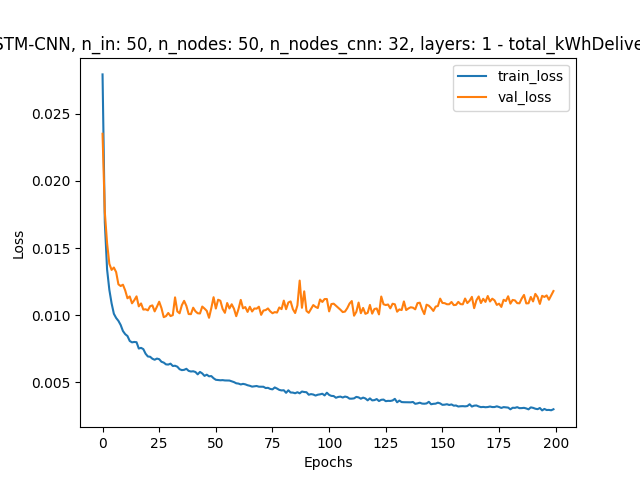 STM-CNN, n_in: 50, n_nodes: 50, n_nodes_cnn: 32, layers: 1 - total_kWhDelive
train_loss
val_loss
0.025
0.020
0.015
0.010
0.005
Loss
0 25 50 75 100 125 150 175 200
Epochs